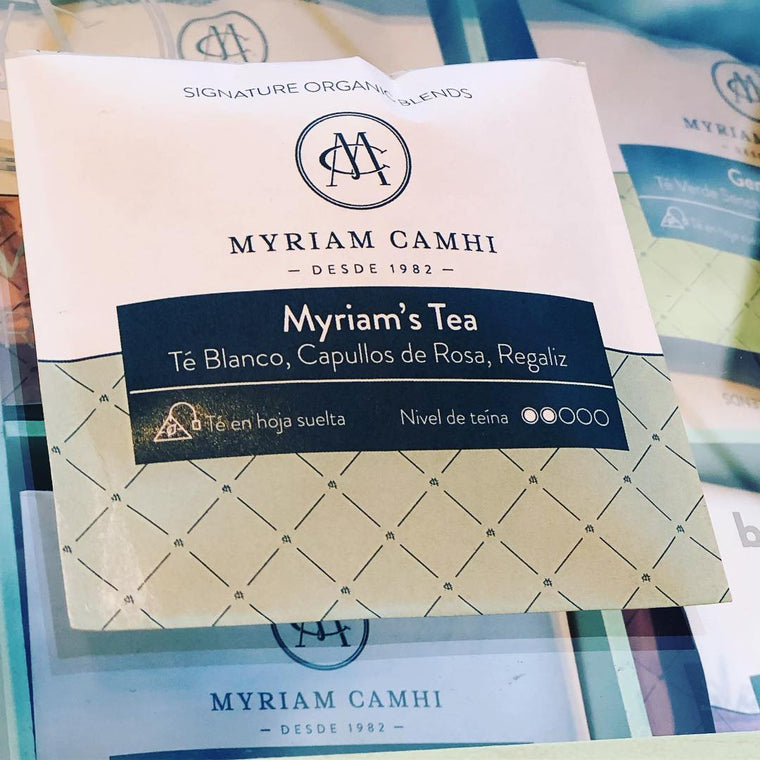 SIGNATURE ORGANIC BLENDS
MYRIAM CAMHI
— DESDE 1982 —
Myriam's Tea
Té Blanco, Capullos de Rosa, Regaliz
Té en hoja suelta
Nivel de teína
MYRIAM CAMHI
— DESDE 1982 —
Té Verde